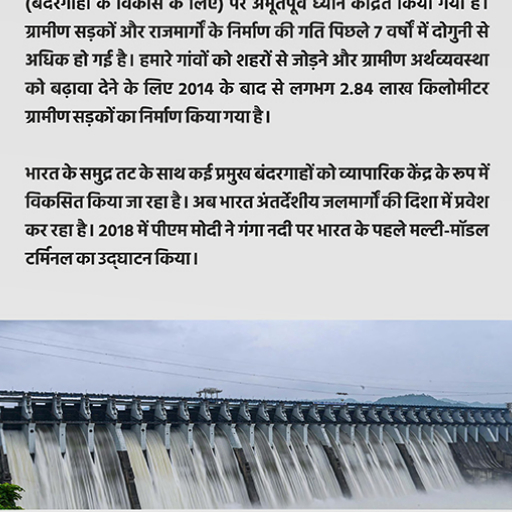 (बंदरगाहों के विकास के लिए) पर अभूतपूर्व ध्यान केंद्रित किया गया है।
ग्रामीण सड़कों और राजमार्गों के निर्माण की गति पिछले 7 वर्षों में दोगुनी से
अधिक हो गई है। हमारे गांवों को शहरों से जोड़ने और ग्रामीण अर्थव्यवस्था
को बढ़ावा देने के लिए 2014 के बाद से लगभग 2.84 लाख किलोमीटर
ग्रामीण सड़कों का निर्माण किया गया है।
भारत के समुद्र तट के साथ कई प्रमुख बंदरगाहों को व्यापारिक केंद्र के रूप में
विकसित किया जा रहा है। अब भारत अंतर्देशीय जलमार्गों की दिशा में प्रवेश
कर रहा है। 2018 में पीएम मोदी ने गंगा नदी पर भारत के पहले मल्टी-मॉडल
टर्मिनल का उद्घाटन किया।